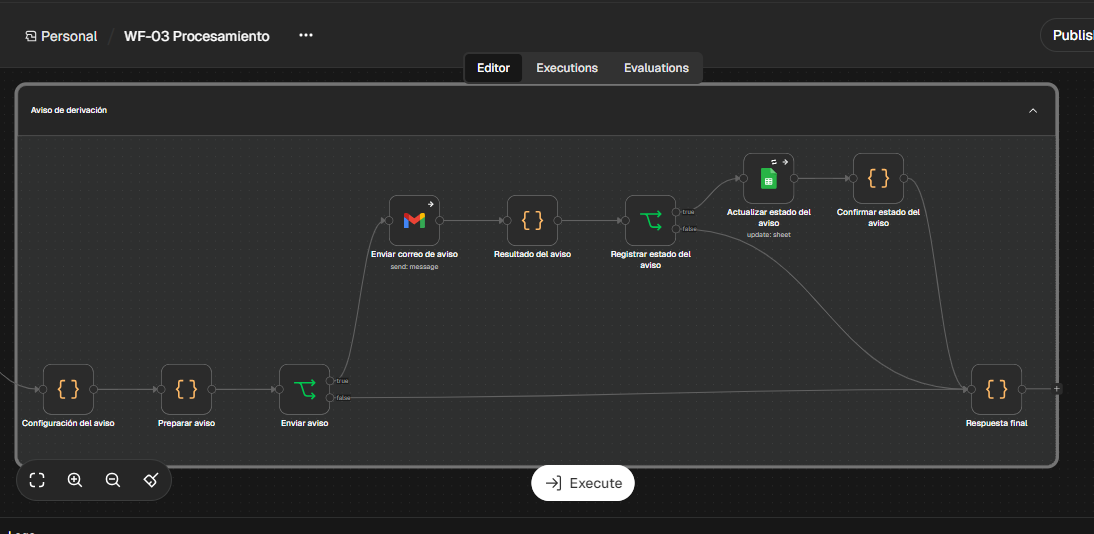 Personal / WF-03 Procesamiento ...
Publis
Editor Executions Evaluations
Aviso de derivación
true
false
Actualizar estado del
aviso
update: sheet
Confirmar estado del
aviso
Enviar correo de aviso
send: message
Resultado del aviso
Registrar estado del
aviso
true
false
Configuración del aviso
Preparar aviso
Enviar aviso
Respuesta final
Execute